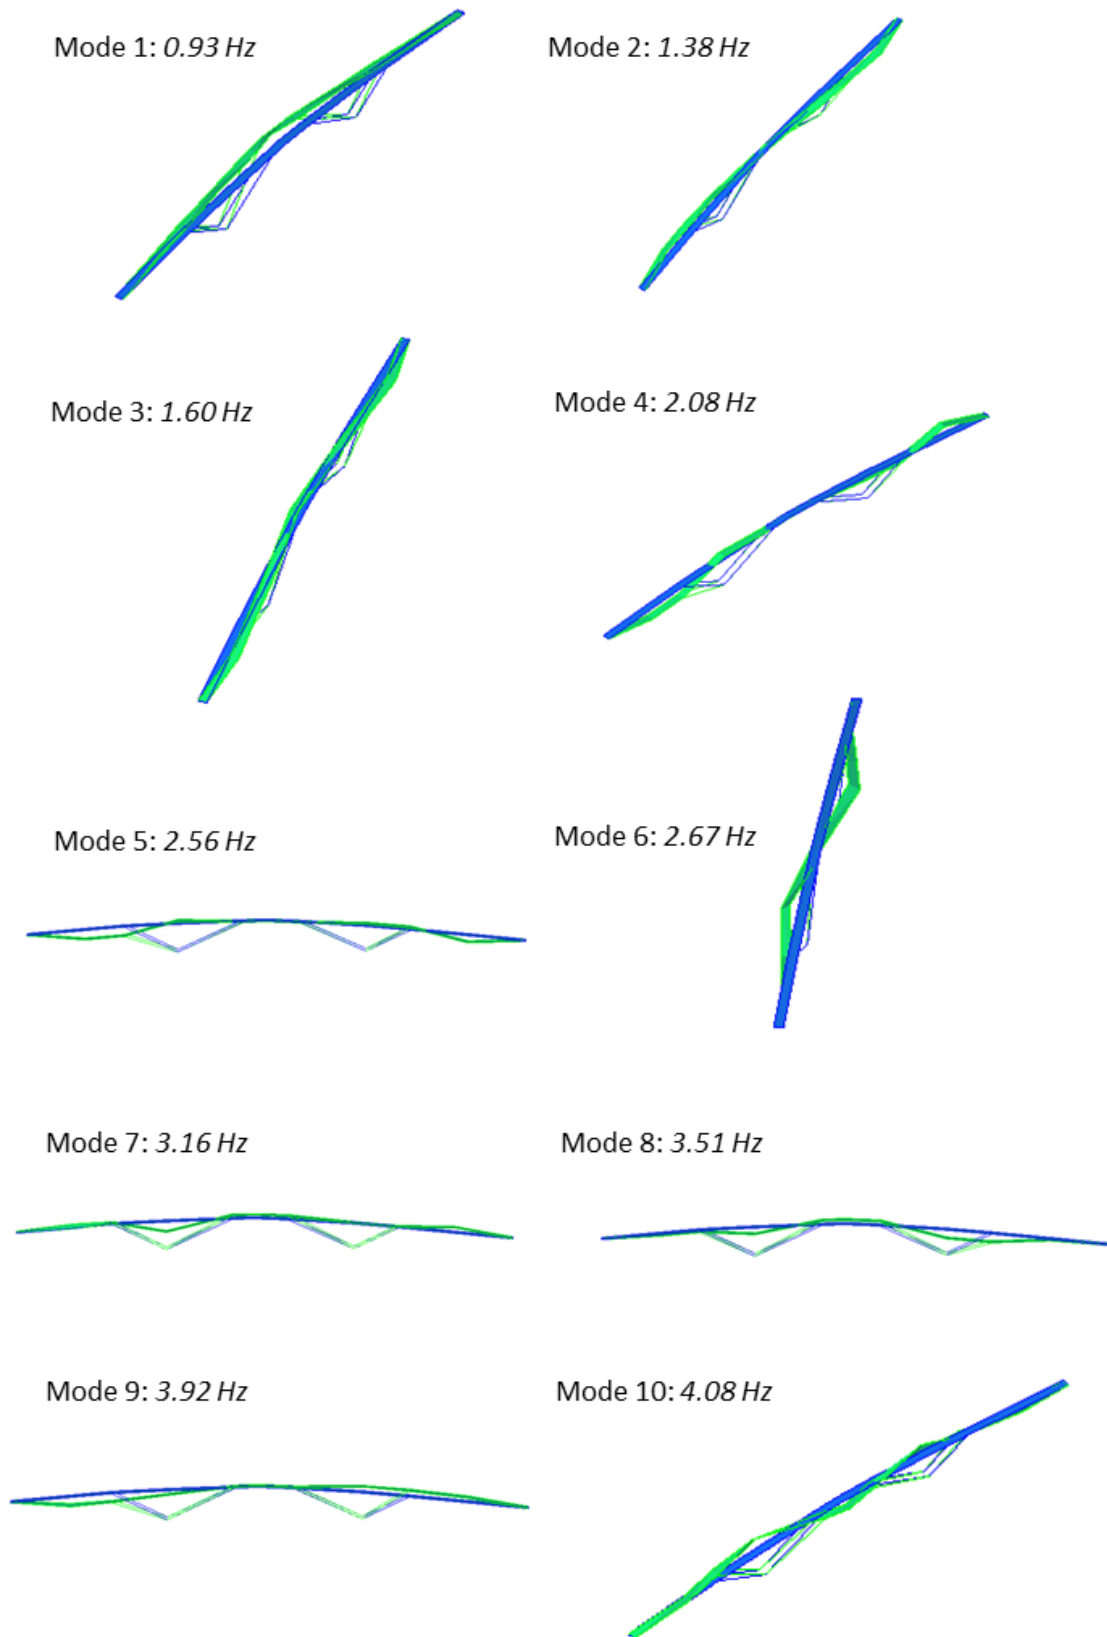 Mode 1: 0.93 Hz
Mode 2: 1.38 Hz
Mode 3: 1.60 Hz
Mode 4: 2.08 Hz
Mode 5: 2.56 Hz
Mode 6: 2.67 Hz
Mode 7: 3.16 Hz
Mode 8: 3.51 Hz
Mode 9: 3.92 Hz
Mode 10: 4.08 Hz